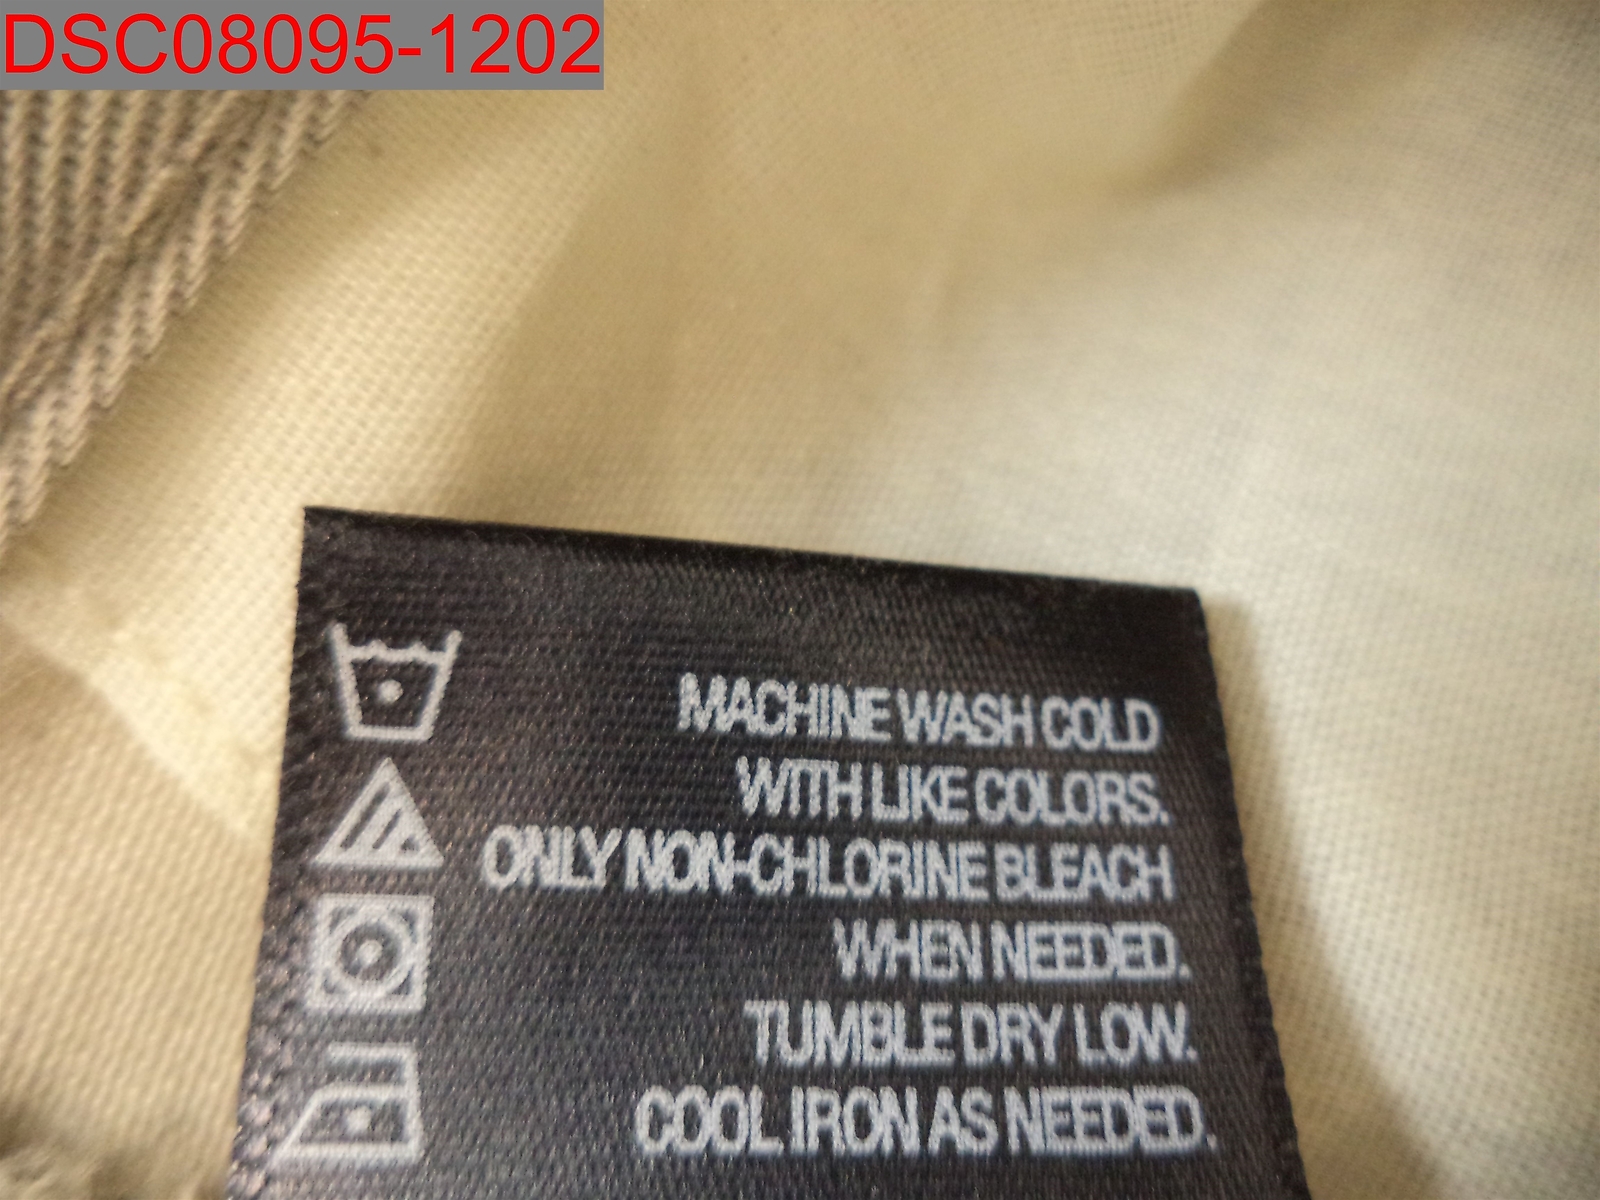 DSC08095-1202
MACHINE WASH COLD
WITH LIKE COLORS.
ONLY NON-CHLORINE BLEACH
WHEN NEEDED.
TUMBLE DRY LOW.
COOL IRON AS NEEDED.